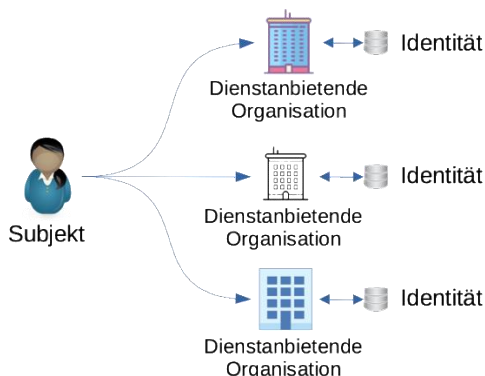 Identität
Dienstanbietende
Organisation
Identität
Subjekt
Dienstanbietende
Organisation
Identität
Dienstanbietende
Organisation